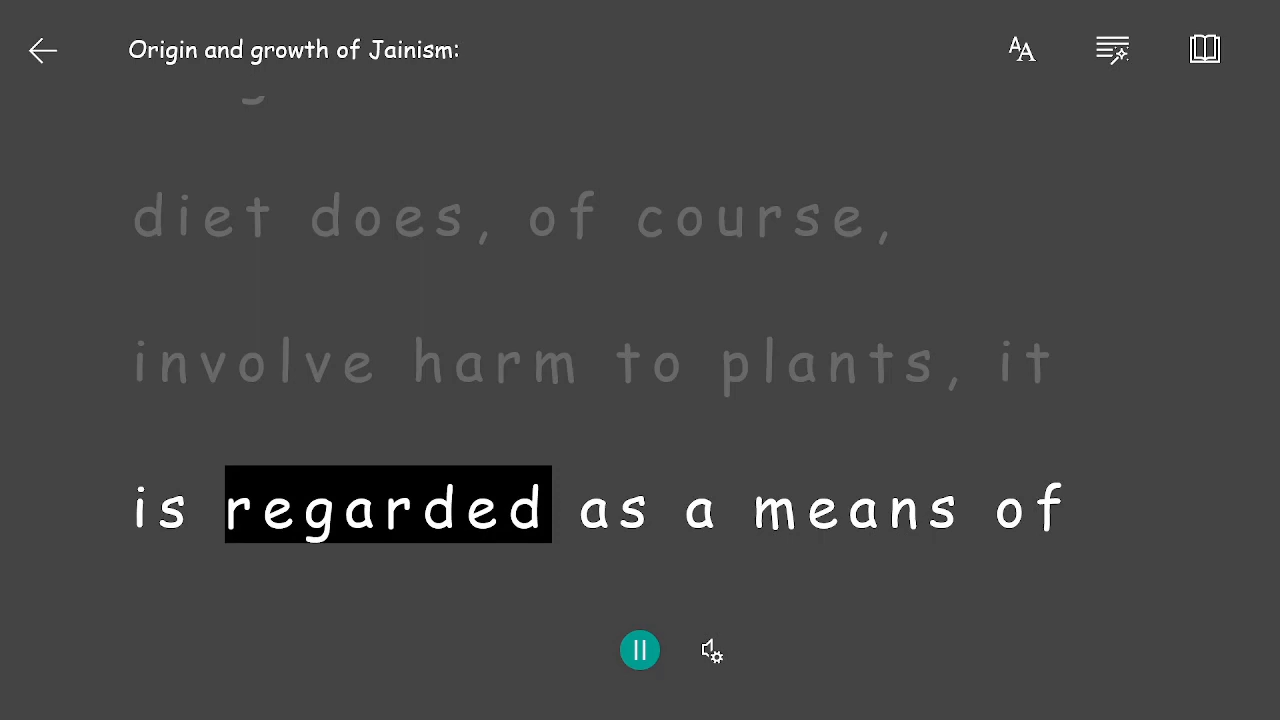 Origin and growth of Jainism:
diet does, of course,
involve harm to plants, it
is regarded as a means of